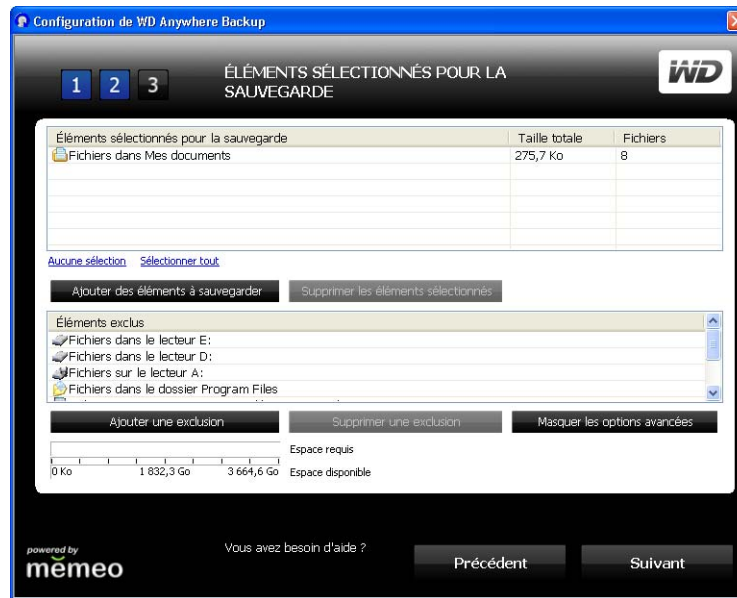 Configuration de WD Anywhere Backup
1 2 3
ÉLÉMENTS SÉLECTIONNÉS POUR LA
SAUVEGARDE
WD
Éléments sélectionnés pour la sauvegarde Taille totale Fichiers
Fichiers dans Mes documents 275,7 Ko 8
Aucune sélection Sélectionner tout
Ajouter des éléments à sauvegarder Supprimer les éléments sélectionnés
Éléments exclus
Fichiers dans le lecteur E:
Fichiers dans le lecteur D:
Fichiers sur le lecteur A:
Fichiers dans le dossier Program Files
Ajouter une exclusion Supprimer une exclusion Masquer les options avancées
Espace requis
0 Ko 1 832,3 Go 3 664,6 Go Espace disponible
powered by
memeo
Vous avez besoin d'aide ?
Précédent Suivant